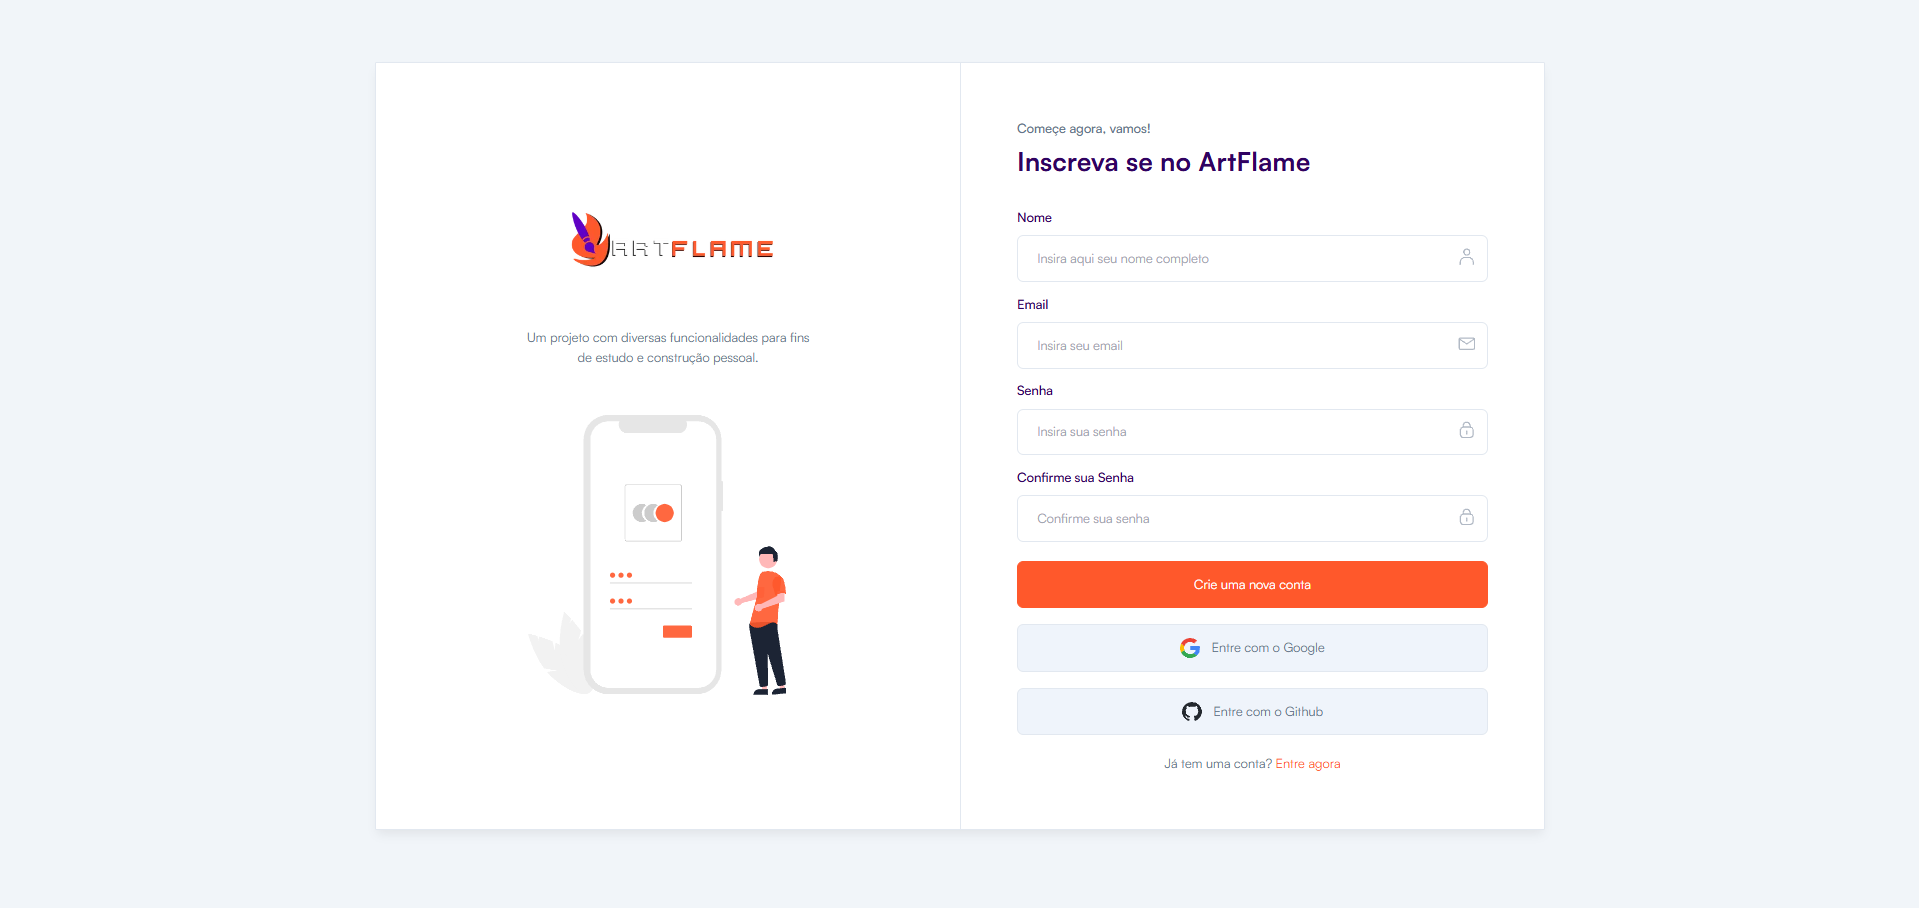 ARTFLAME
Um projeto com diversas funcionalidades para fins
de estudo e construção pessoal.
Começe agora, vamos!
Inscreva se no ArtFlame
Nome
Insira aqui seu nome completo
Email
Insira seu email
Senha
Insira sua senha
Confirme sua Senha
Confirme sua senha
Crie uma nova conta
Entre com o Google
Entre com o Github
Já tem uma conta? Entre agora